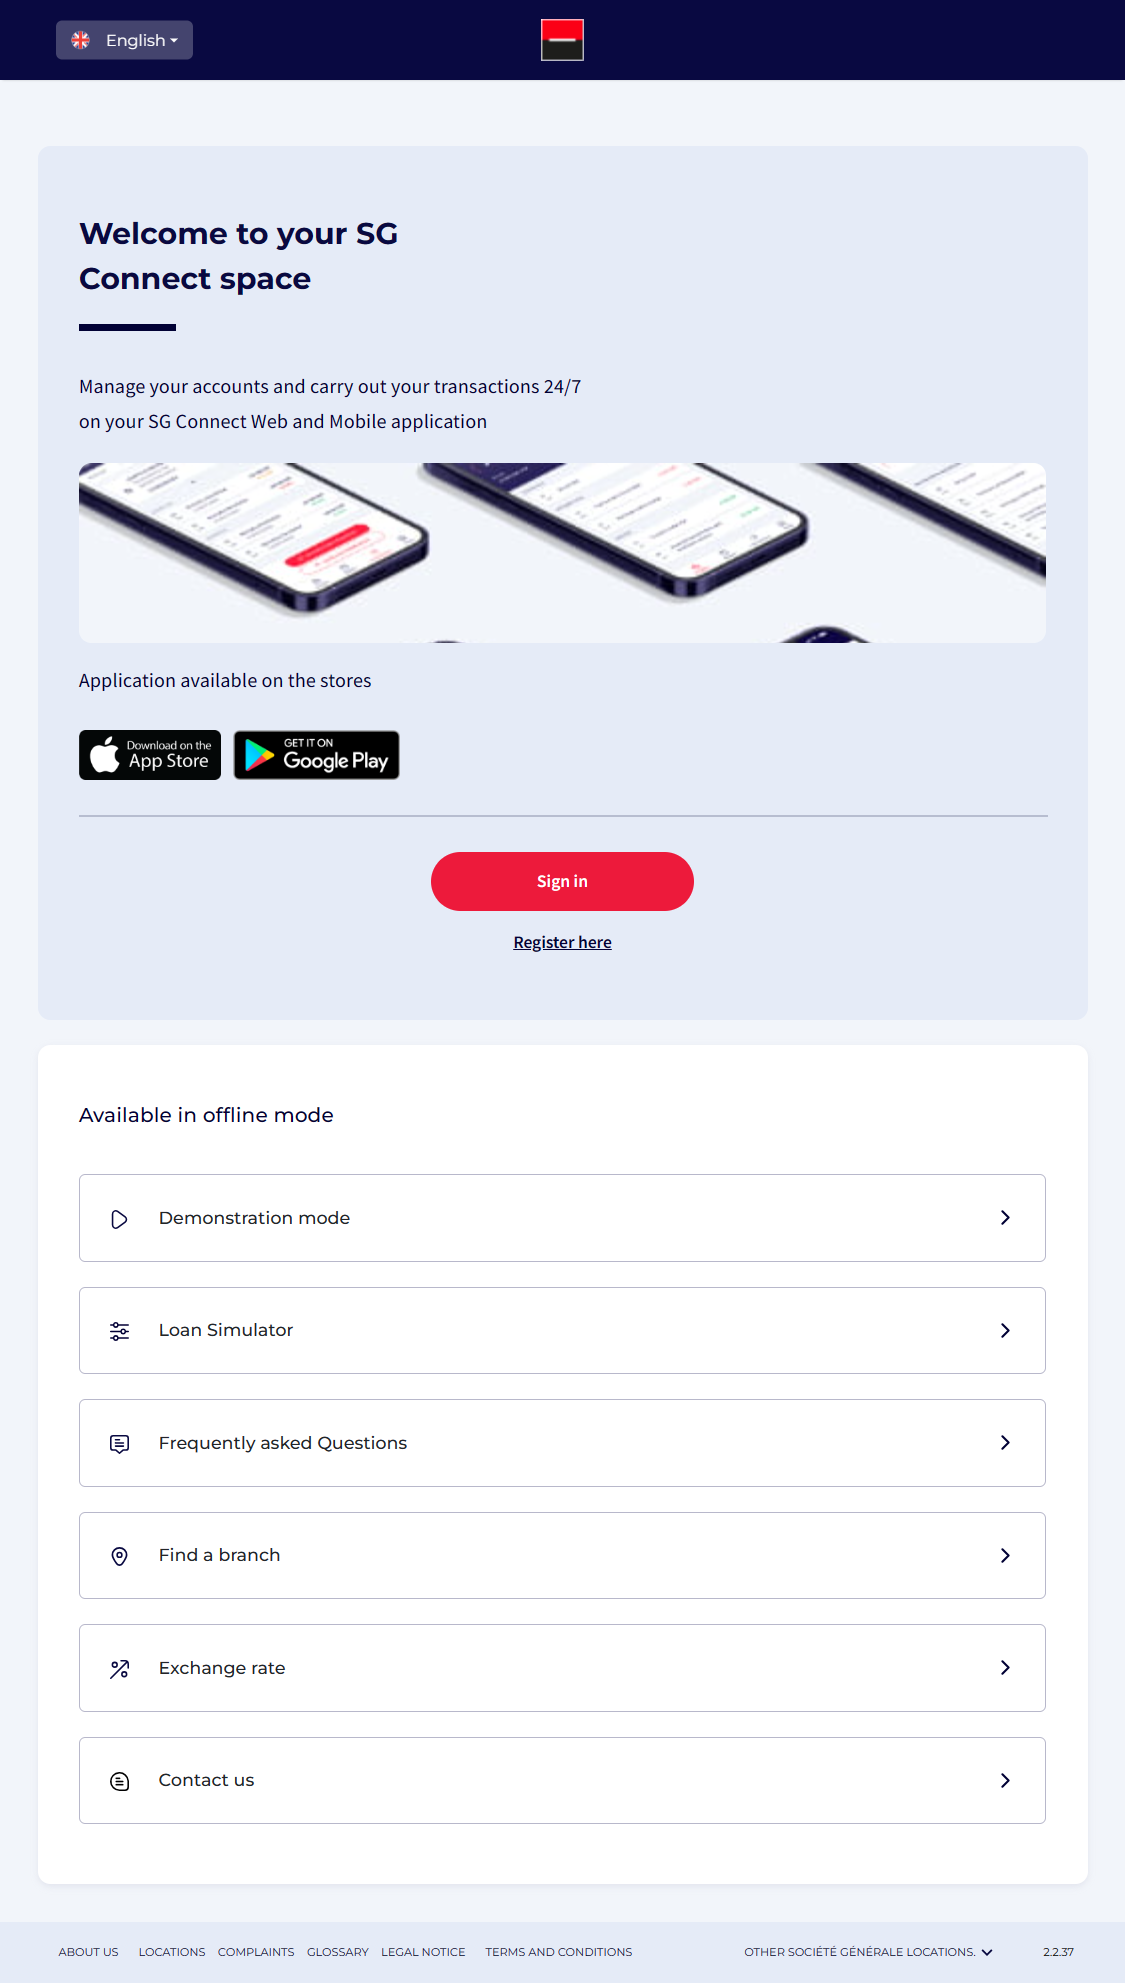 English
Welcome to your SG
Connect space
Manage your accounts and carry out your transactions 24/7
on your SG Connect Web and Mobile application
Application available on the stores
Download on the
App Store
GET IT ON
Google Play
Sign in
Register here
Available in offline mode
Demonstration mode
Loan Simulator
Frequently asked Questions
Find a branch
Exchange rate
Contact us
ABOUT US LOCATIONS COMPLAINTS GLOSSARY LEGAL NOTICE TERMS AND CONDITIONS OTHER SOCIÉTÉ GÉNÉRALE LOCATIONS. 2.2.37